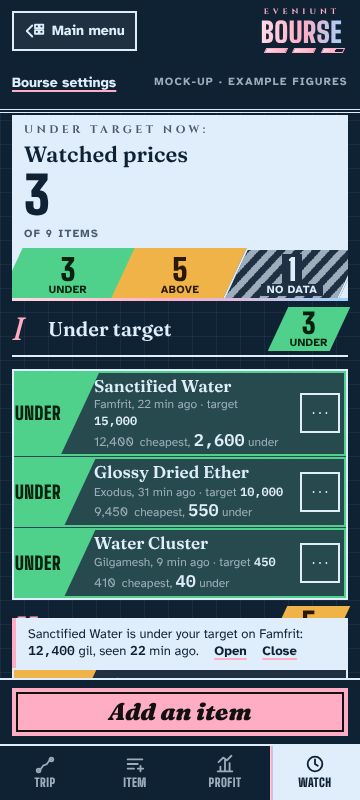 Main menu
EVENIUNT
BOURSE
Bourse settings
MOCK-UP · EXAMPLE FIGURES
UNDER TARGET NOW:
Watched prices
3
OF 9 ITEMS
3 5 1
UNDER ABOVE NO DATA
I Under target 3
UNDER
UNDER
Sanctified Water
Famfrit, 22 min ago · target
15,000
12,400 cheapest, 2,600 under
...
UNDER
Glossy Dried Ether
Exodus, 31 min ago · target 10,000
9,450 cheapest, 550 under
...
UNDER
Water Cluster
Gilgamesh, 9 min ago · target 450
410 cheapest, 40 under
...
Sanctified Water is under your target on Famfrit:
12,400 gil, seen 22 min ago. Open Close
Add an item
TRIP ITEM PROFIT WATCH